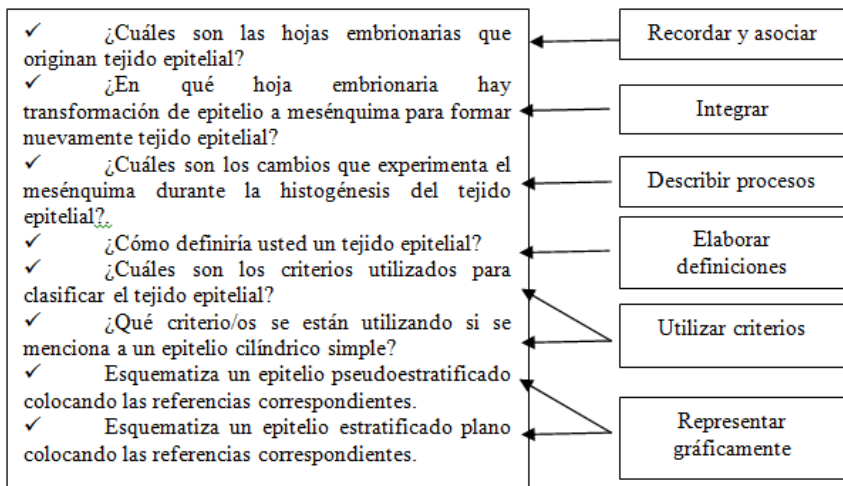 ✓ ¿Cuáles son las hojas embrionarias que
originan tejido epitelial?
✓ ¿En qué hoja embrionaria hay
transformación de epitelio a mesénquima para formar
nuevamente tejido epitelial?
✓ ¿Cuáles son los cambios que experimenta el
mesénquima durante la histogénesis del tejido
epitelial?.
✓ ¿Cómo definiría usted un tejido epitelial?
✓ ¿Cuáles son los criterios utilizados para
clasificar el tejido epitelial?
✓ ¿Qué criterio/os se están utilizando si se
menciona a un epitelio cilíndrico simple?
✓ Esquematiza un epitelio pseudoestratificado
colocando las referencias correspondientes.
✓ Esquematiza un epitelio estratificado plano
colocando las referencias correspondientes.
Recordar y asociar
Integrar
Describir procesos
Elaborar
definiciones
Utilizar criterios
Representar
gráficamente